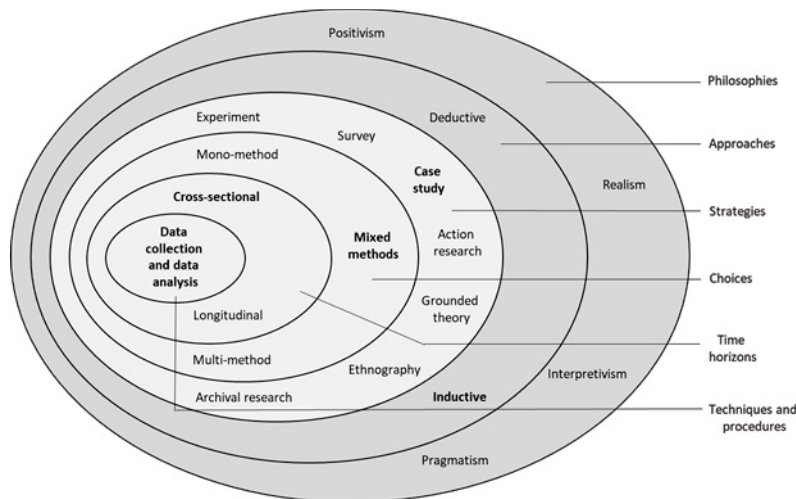 Positivism
Philosophies
Experiment
Deductive
Survey
Approaches
Mono-method
Case
study
Realism
Cross-sectional
Strategies
Data
collection
and data
analysis
Mixed
methods
Action
research
Choices
Grounded
theory
Longitudinal
Time
horizons
Multi-method
Ethnography
Interpretivism
Archival research
Inductive
Techniques and
procedures
Pragmatism